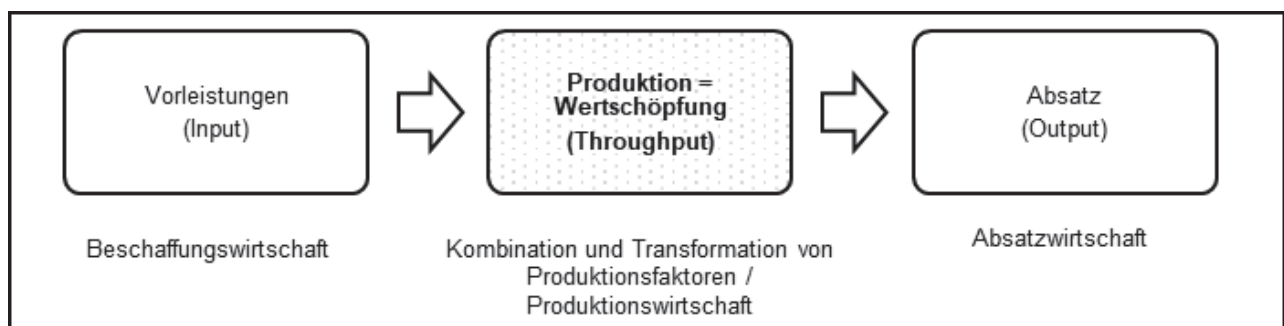 Vorleistungen
(Input)
Produktion =
Wertschöpfung
(Throughput)
Absatz
(Output)
Beschaffungswirtschaft
Kombination und Transformation von
Produktionsfaktoren /
Produktionswirtschaft
Absatzwirtschaft